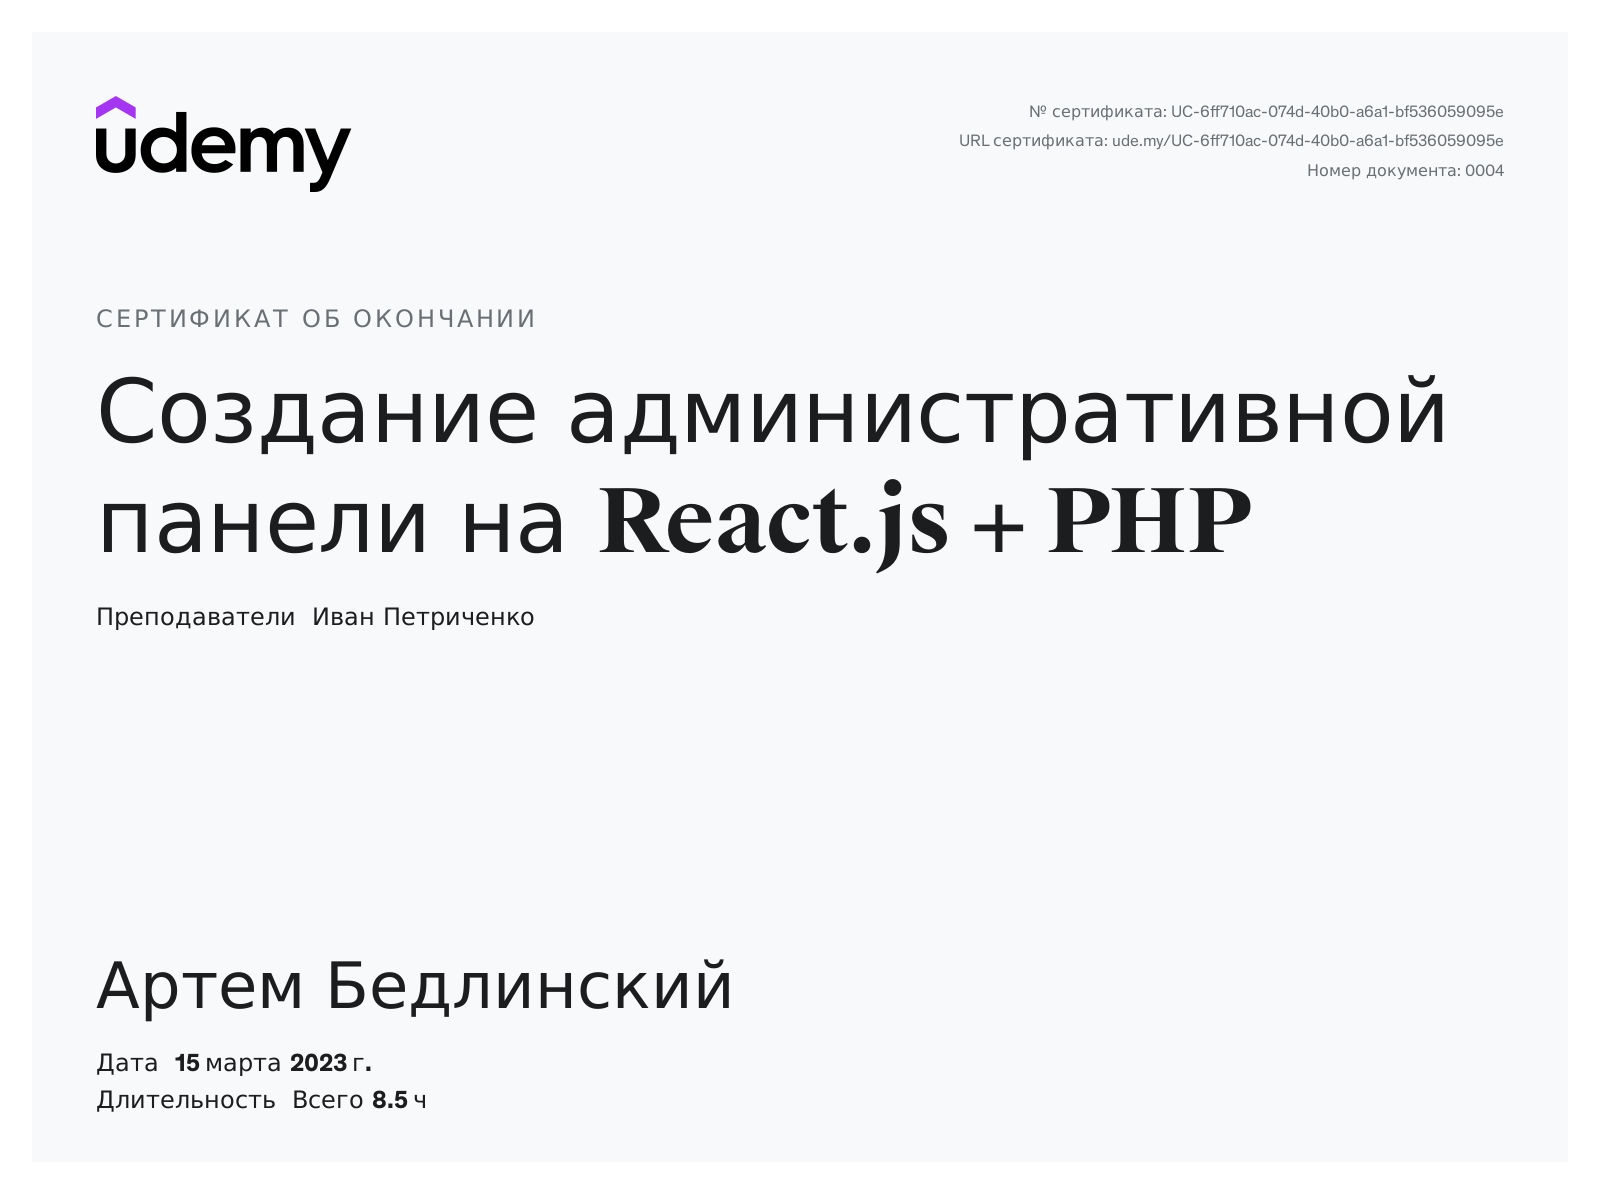 udemy
№ сертификата: UC-6ff710ac-074d-40b0-a6a1-bf536059095e
URL сертификата: ude.my/UC-6ff710ac-074d-40b0-a6a1-bf536059095e
Номер документа: 0004
СЕРТИФИКАТ ОБ ОКОНЧАНИИ
Создание административной
панели на React.js + PHP
Преподаватели Иван Петриченко
Артем Бедлинский
Дата 15 марта 2023 г.
Длительность Всего 8.5 ч